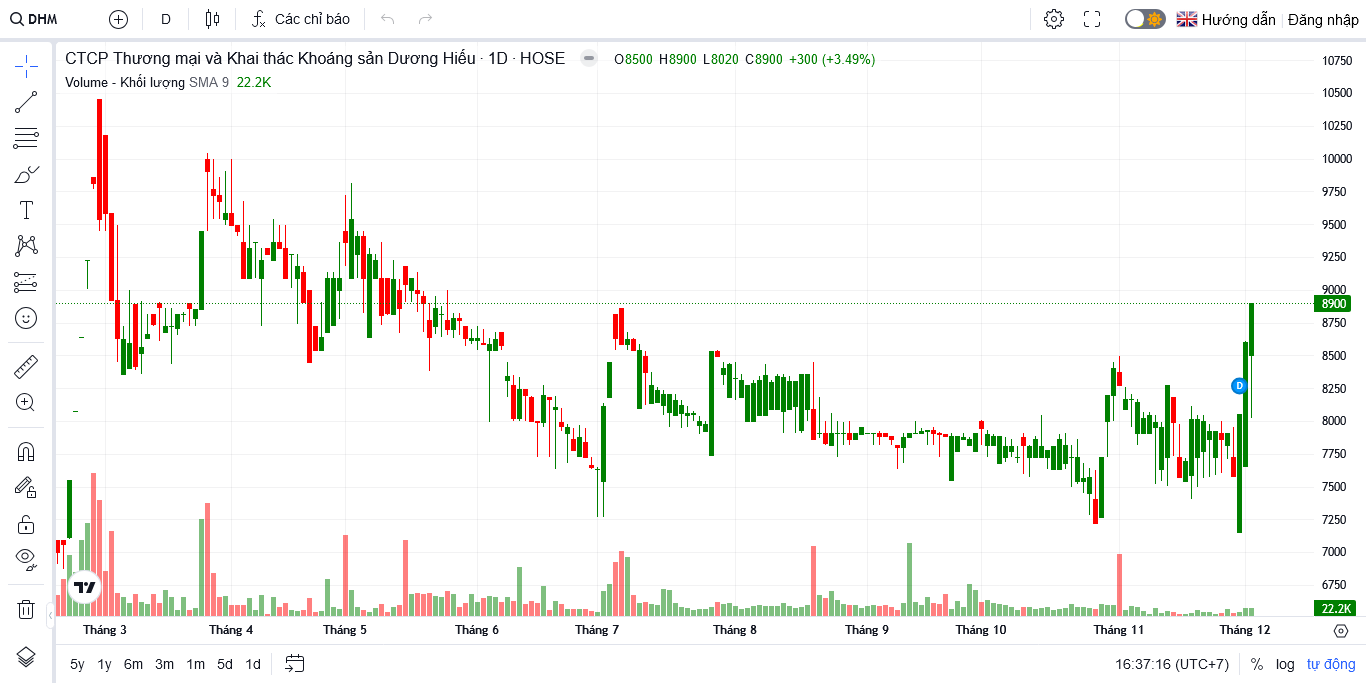 DHM D Các chỉ báo Hướng dẫn Đăng nhập
CTCP Thương mại và Khai thác Khoáng sản Dương Hiếu · 1D · HOSE O8500 H8900 L8020 C8900 +300 (+3.49%)
Volume - Khối lượng SMA 9 22.2K
10750
10500
10250
10000
9750
9500
9250
9000
8900
8750
8500
8250
D
8000
7750
7500
7250
7000
6750
22.2K
Tháng 3 Tháng 4 Tháng 5 Tháng 6 Tháng 7 Tháng 8 Tháng 9 Tháng 10 Tháng 11 Tháng 12
5y 1y 6m 3m 1m 5d 1d 16:37:16 (UTC+7) % log tự động